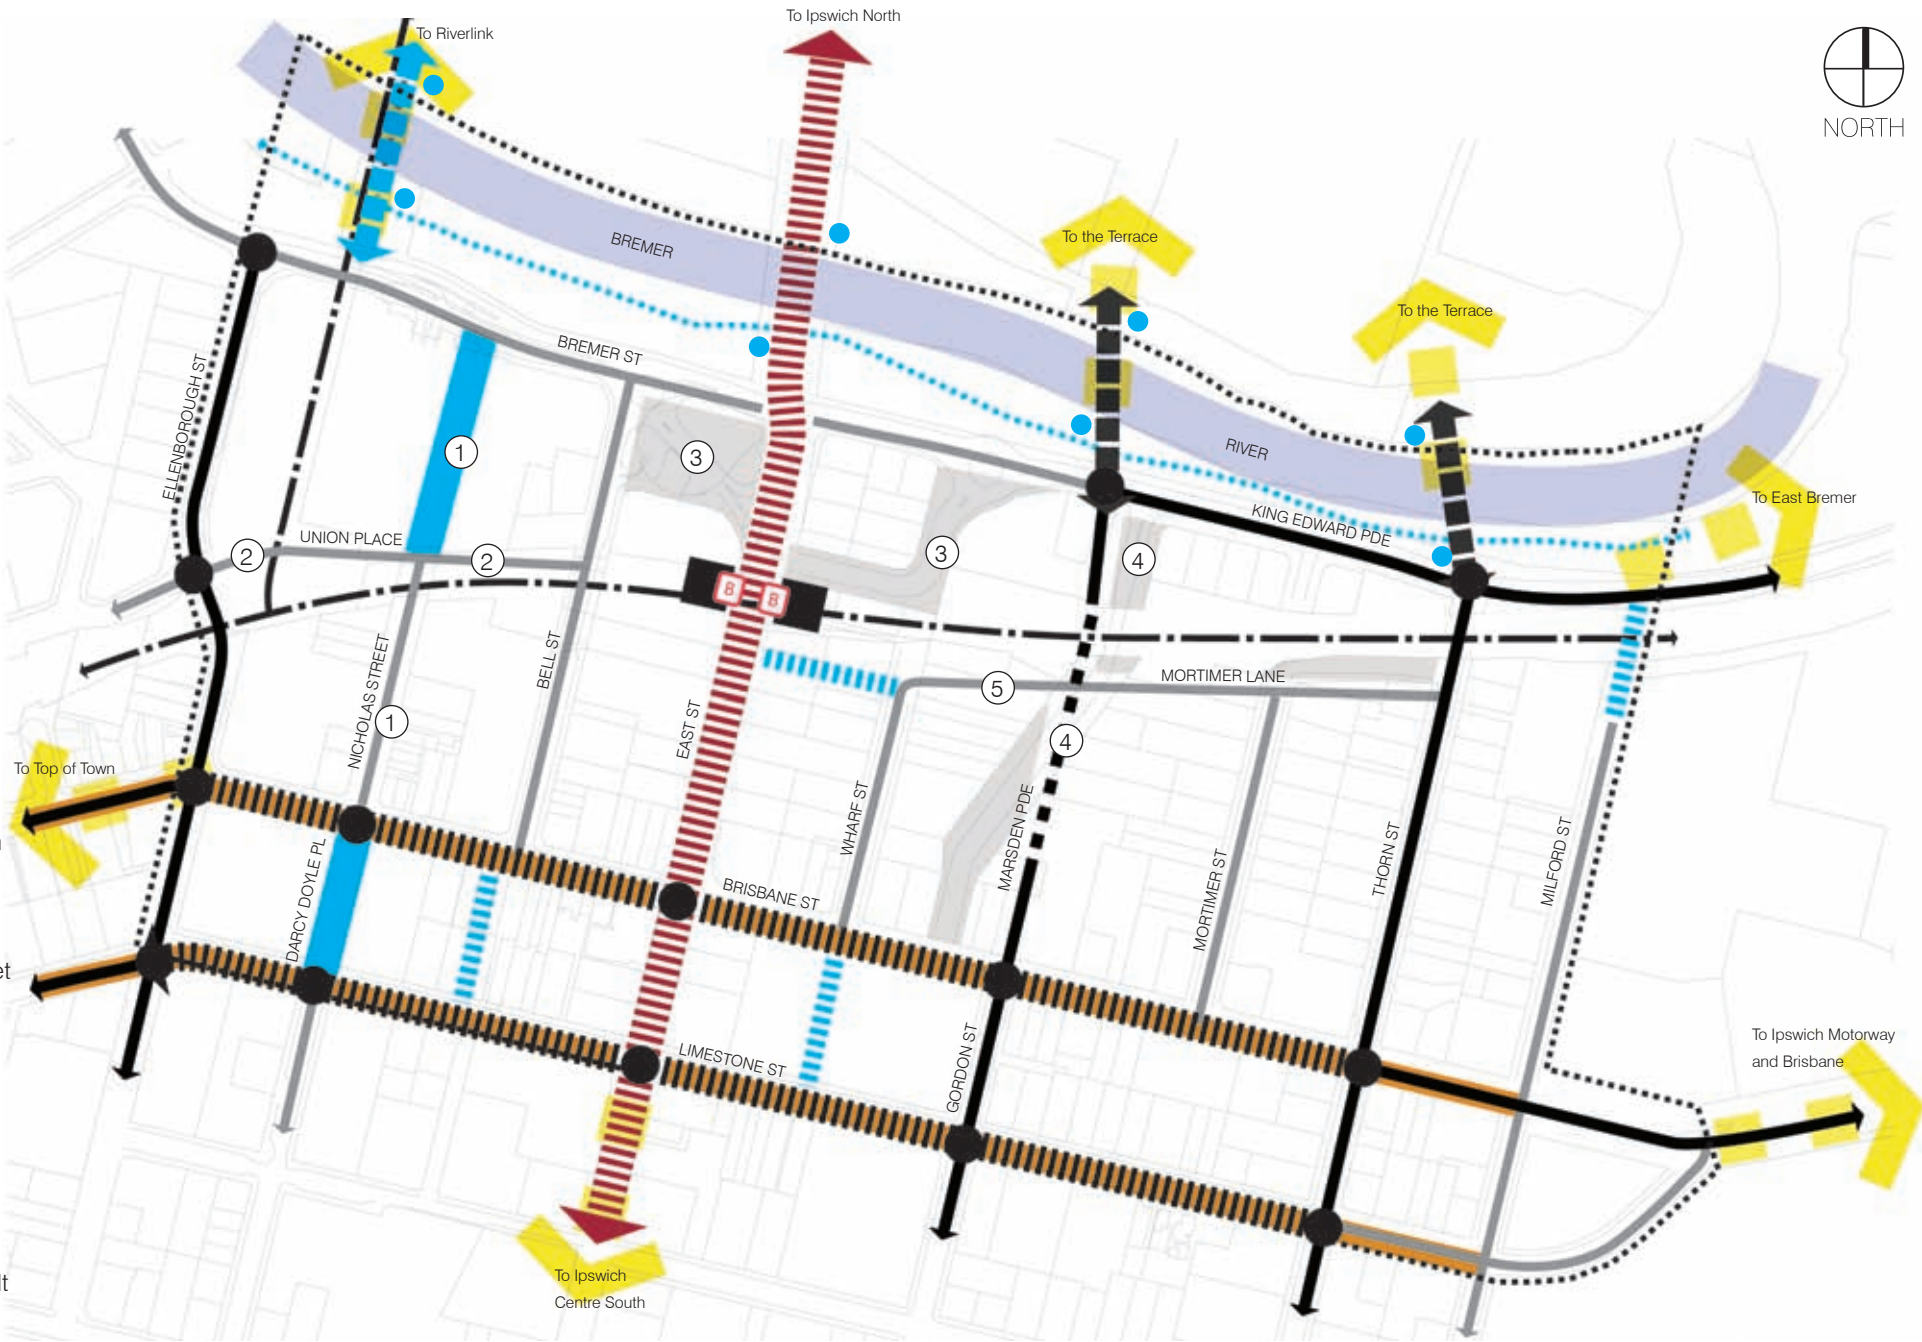 To Ipswich North
To Riverlink
NORTH
BREMER
To the Terrace
To the Terrace
BREMER ST
ELLENBOROUGH ST
1
3
RIVER
To East Bremer
KING EDWARD PDE
UNION PLACE
2
2
3
4
B
B
NICHOLAS STREET
BELL ST
MORTIMER LANE
5
1
EAST ST
4
To Top of Town
WHARF ST
MARSDEN PDE
THORN ST
MILFORD ST
DARCY DOYLE PL
BRISBANE ST
MORTIMER ST
et
LIMESTONE ST
GORDON ST
To Ipswich Motorway
and Brisbane
To Ipswich
Centre South
lt